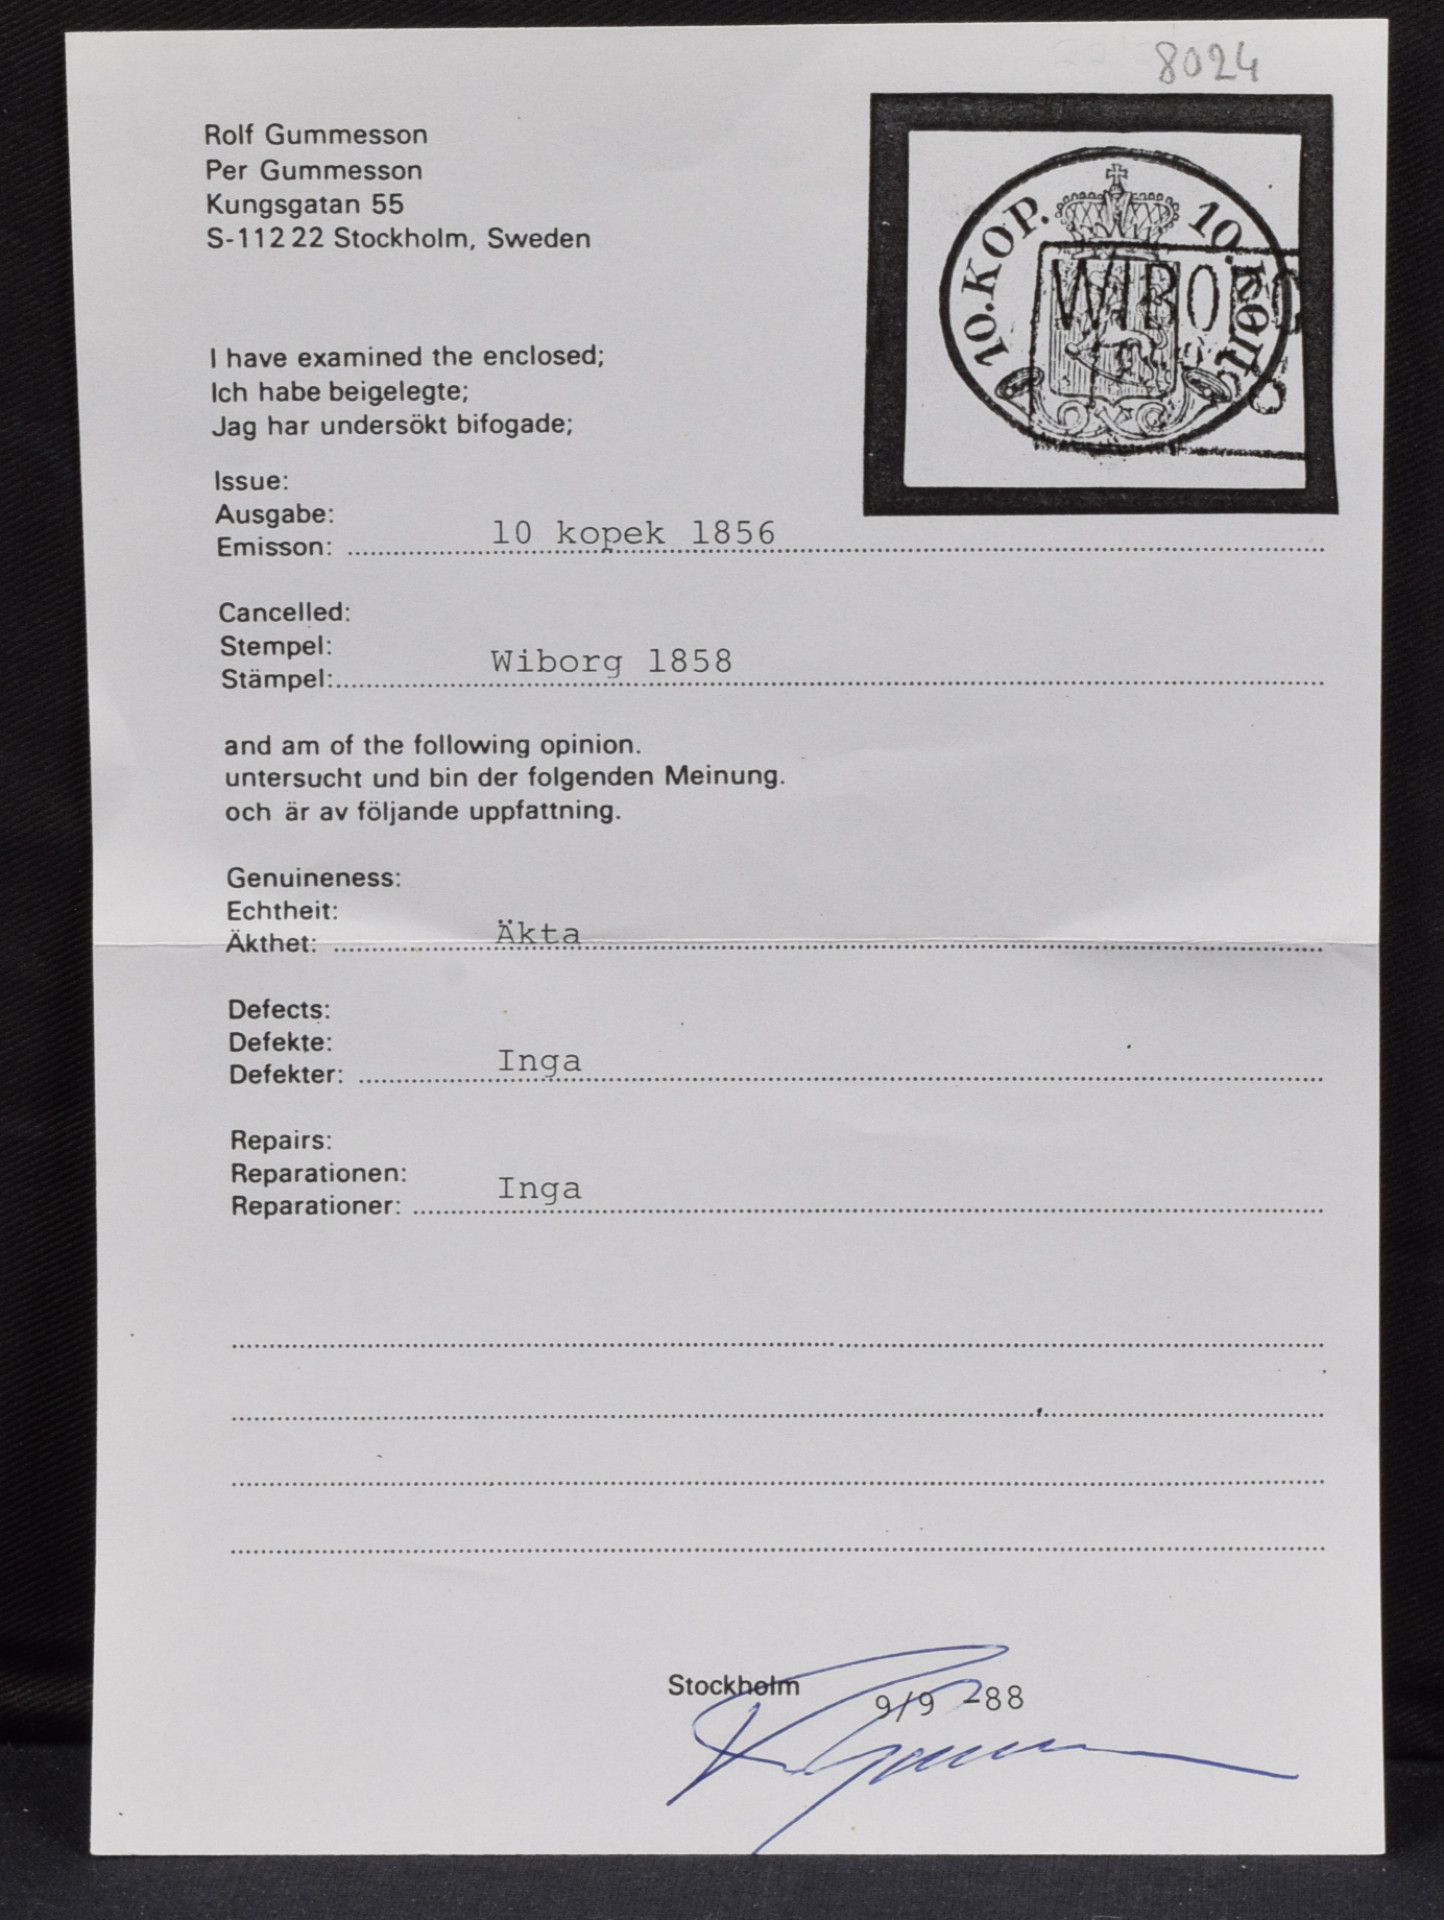 8024
Rolf Gummesson
Per Gummesson
Kungsgatan 55
S-112 22 Stockholm, Sweden
10. KOP. 10. КОП.
WIBO
I have examined the enclosed;
Ich habe beigelegte;
Jag har undersökt bifogade;
Issue:
Ausgabe:
Emisson: 10 kopek 1856
Cancelled:
Stempel:
Stämpel: Wiborg 1858
and am of the following opinion.
untersucht und bin der folgenden Meinung.
och är av följande uppfattning.
Genuineness:
Echtheit:
Äkthet: Äkta
Defects:
Defekte:
Defekter: Inga
Repairs:
Reparationen:
Reparationer: Inga
Stockholm 9/9 -88